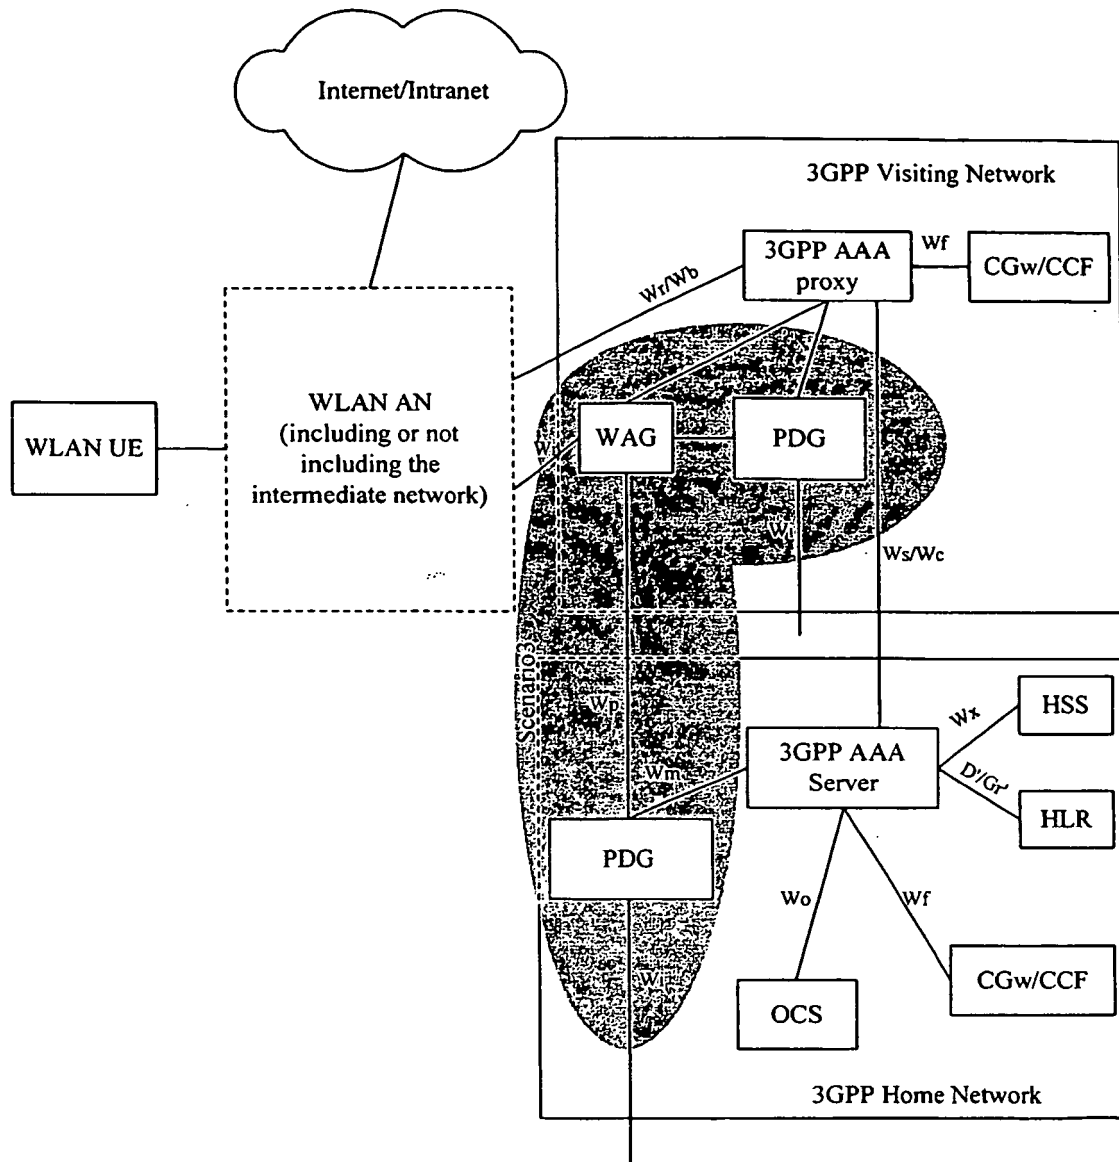 Internet/Intranet
3GPP Visiting Network
3GPP AAA
proxy
Wf
CGw/CCF
Wr/Wb
WLAN UE
WLAN AN
(including or not
including the
intermediate network)
WAG
PDG
Ws/Wc
Scenario3
Wp
Wm
3GPP AAA
Server
Wx
HSS
D'/Gr'
HLR
PDG
Wo
Wf
Wi
OCS
CGw/CCF
3GPP Home Network